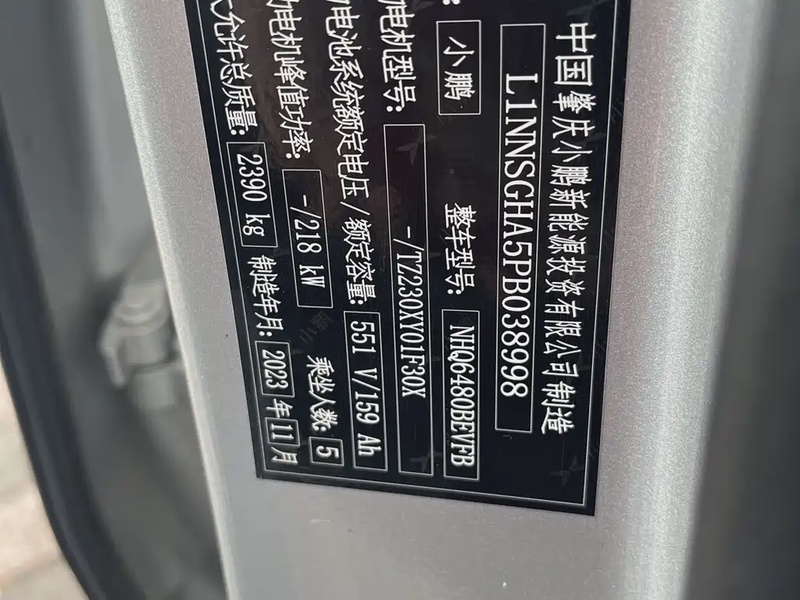 中国肇庆小鹏新能源投资有限公司制造
L1NNSGHA5PB038998
小鹏 整车型号: NHQ6480BEVFB
电机型号: -/TZ230XY01F30X
电池系统额定电压/额定容量: 551 V/159 Ah
电机峰值功率: -/218 kW 乘坐人数: 5
允许总质量: 2390 kg 制造年月: 2023 年 11 月